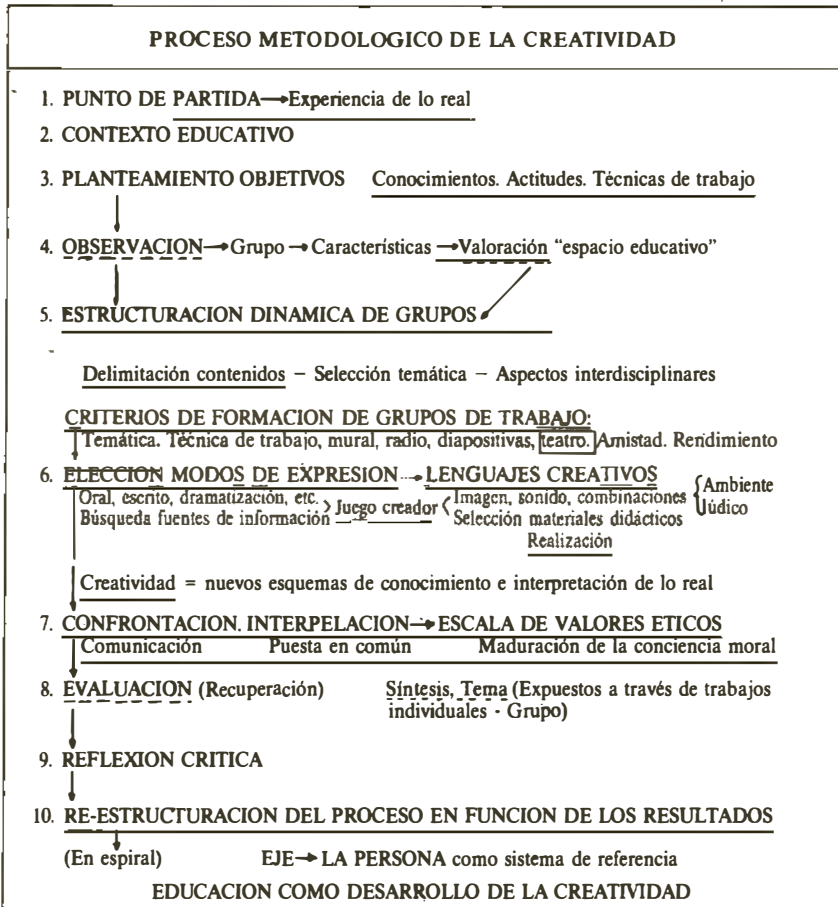 PROCESO METODOLOGICO DE LA CREATIVIDAD
1. PUNTO DE PARTIDA→Experiencia de lo real
2. CONTEXTO EDUCATIVO
3. PLANTEAMIENTO OBJETIVOS Conocimientos. Actitudes. Técnicas de trabajo
4. OBSERVACION→Grupo→Características→Valoración “espacio educativo”
5. ESTRUCTURACION DINAMICA DE GRUPOS
Delimitación contenidos – Selección temática – Aspectos interdisciplinares
CRITERIOS DE FORMACION DE GRUPOS DE TRABAJO:
Temática. Técnica de trabajo, mural, radio, diapositivas, teatro. Amistad. Rendimiento
6. ELECCION MODOS DE EXPRESION→LENGUAJES CREATIVOS
Oral, escrito, dramatización, etc. Imagen, sonido, combinaciones Ambiente
Búsqueda fuentes de información Juego creador Selección materiales didácticos lúdico
Realización
Creatividad = nuevos esquemas de conocimiento e interpretación de lo real
7. CONFRONTACION. INTERPELACION→ESCALA DE VALORES ETICOS
Comunicación Puesta en común Maduración de la conciencia moral
8. EVALUACION (Recuperación) Síntesis, Tema (Expuestos a través de trabajos
individuales - Grupo)
9. REFLEXION CRITICA
10. RE-ESTRUCTURACION DEL PROCESO EN FUNCION DE LOS RESULTADOS
(En espiral) EJE→LA PERSONA como sistema de referencia
EDUCACION COMO DESARROLLO DE LA CREATIVIDAD